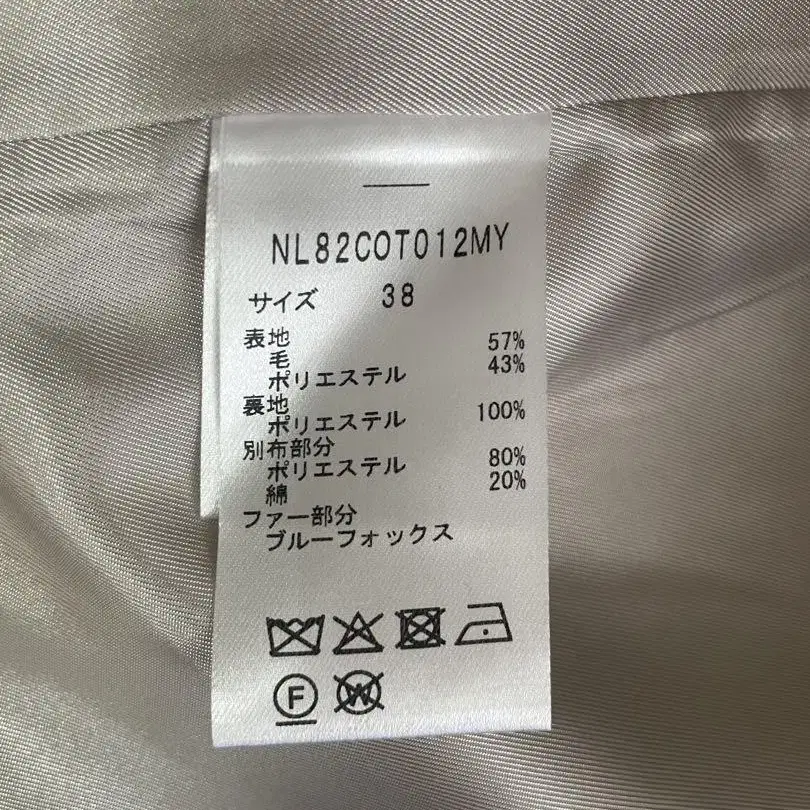 NL82COT012MY
サイズ 38
表地
毛 57%
ポリエステル 43%
裏地
ポリエステル 100%
別布部分
ポリエステル 80%
綿 20%
ファー部分
ブルーフォックス
F W